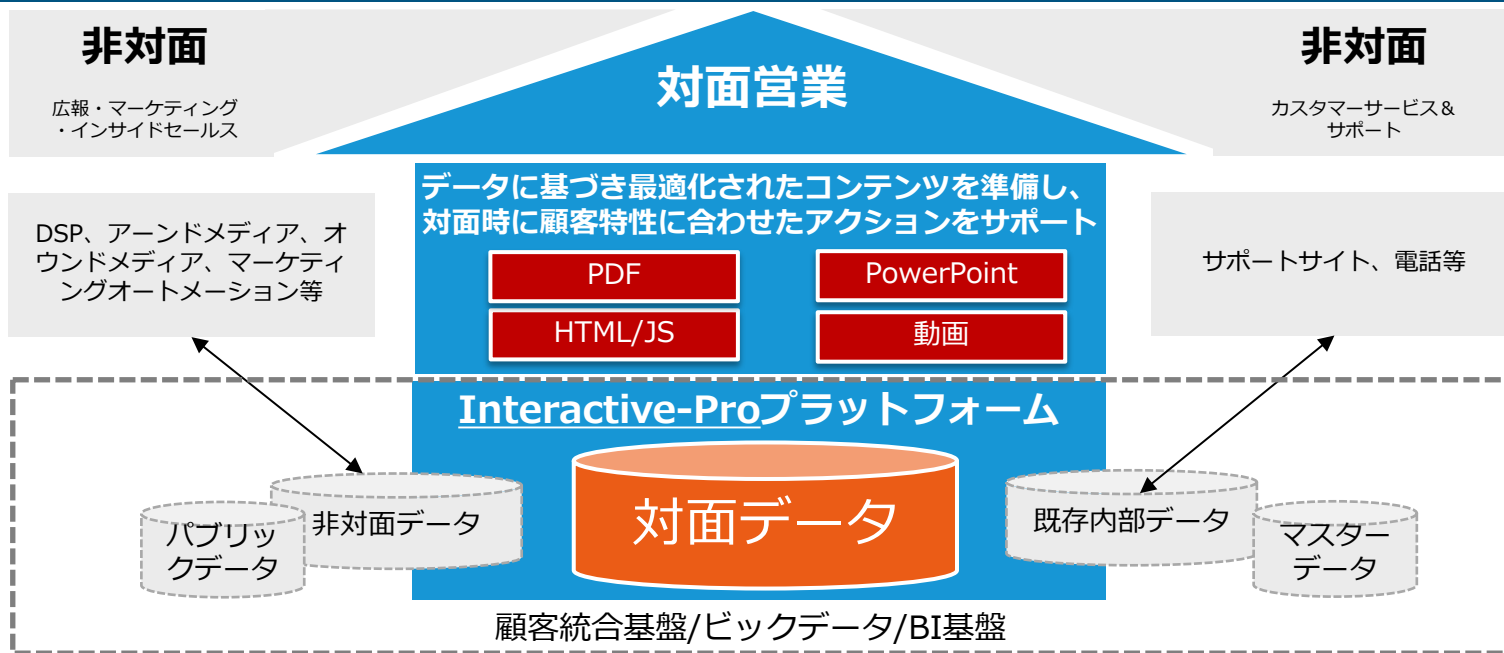 非対面
広報・マーケティング
・インサイドセールス
対面営業
非対面
カスタマーサービス＆
サポート
DSP、アーンドメディア、オ
ウンドメディア、マーケティ
ングオートメーション等
データに基づき最適化されたコンテンツを準備し、
対面時に顧客特性に合わせたアクションをサポート
PDF
PowerPoint
HTML/JS
動画
サポートサイト、電話等
Interactive-Proプラットフォーム
パブリッ
クデータ
非対面データ
対面データ
既存内部データ
マスター
データ
顧客統合基盤/ビックデータ/BI基盤